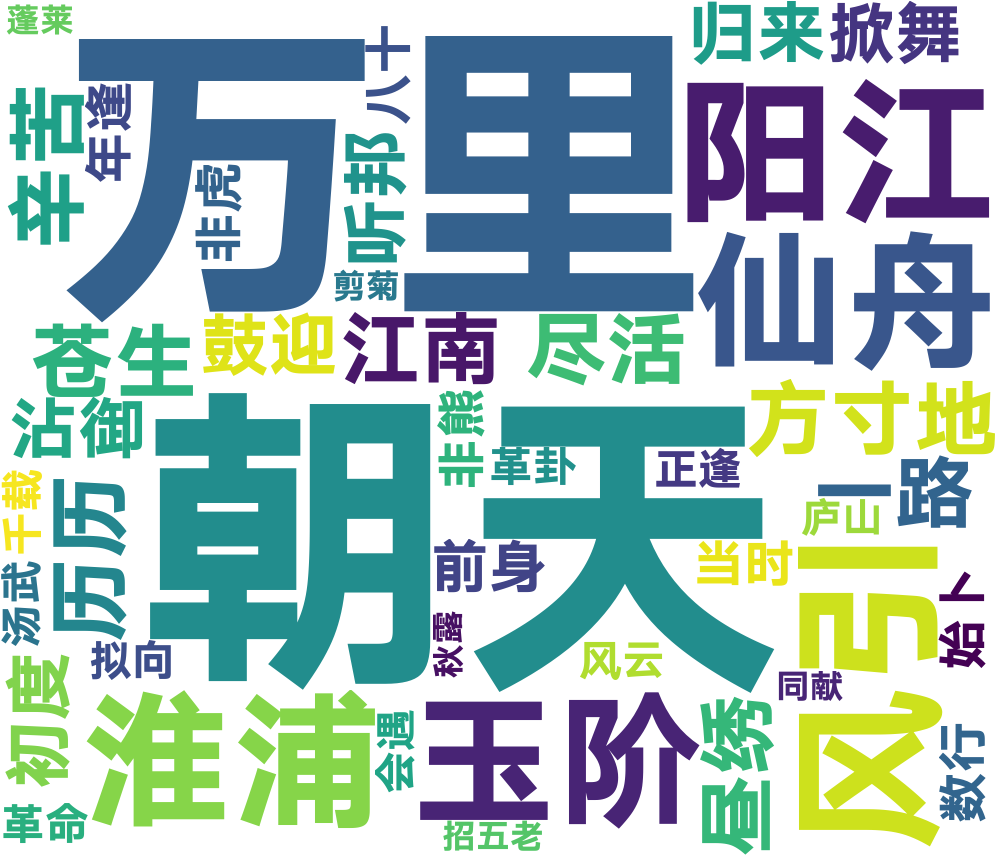 蓬莱
万里
八十
归来
掀舞
辛苦
年逢
非虎
听邦
阳江
剪菊
仙舟
苍生
鼓迎
江南
尽活
方寸地
沾御
朝天
非熊
革卦
正逢
一路
千载
历历
庐山
汤武
前身
当时
风引
始卜
拟向
秋露
风云
同献
初度
淮浦
会遇
玉阶
昼绣
数行
革命
招五老